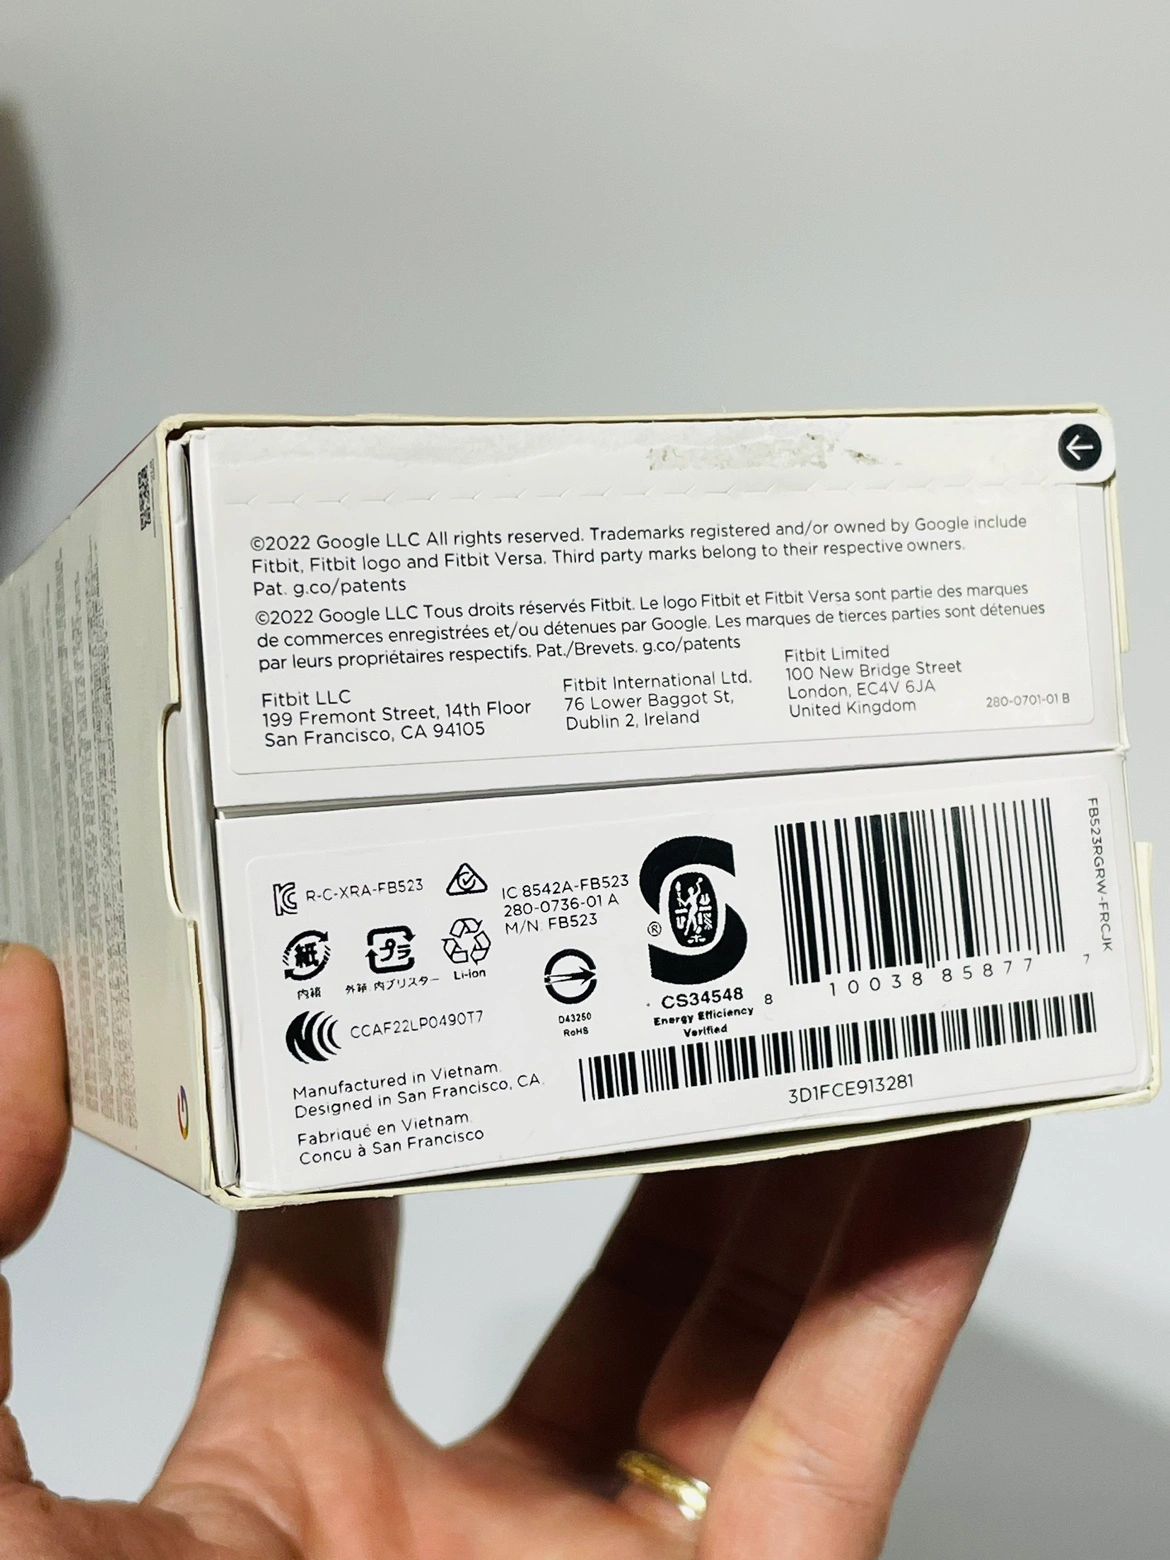 ©2022 Google LLC All rights reserved. Trademarks registered and/or owned by Google include
Fitbit, Fitbit logo and Fitbit Versa. Third party marks belong to their respective owners.
Pat. g.co/patents
©2022 Google LLC Tous droits réservés Fitbit. Le logo Fitbit et Fitbit Versa sont partie des marques
de commerces enregistrées et/ou détenues par Google. Les marques de tierces parties sont détenues
par leurs propriétaires respectifs. Pat./Brevets. g.co/patents
Fitbit LLC
199 Fremont Street, 14th Floor
San Francisco, CA 94105
Fitbit International Ltd.
76 Lower Baggot St,
Dublin 2, Ireland
Fitbit Limited
100 New Bridge Street
London, EC4V 6JA
United Kingdom
280-0701-01 B
R-C-XRA-FB523
IC 8542A-FB523
280-0736-01 A
M/N: FB523
紙
内箱
プラ
外装, 内ブリスター
Li-ion
D43250
RoHS
CCAF22LP0490T7
S
®
CS34548
Energy Efficiency
Verified
8 10038 85877 7
FB523RGRW-FRCJK
3D1FCE913281
Manufactured in Vietnam.
Designed in San Francisco, CA.
Fabriqué en Vietnam
Conçu à San Francisco
G